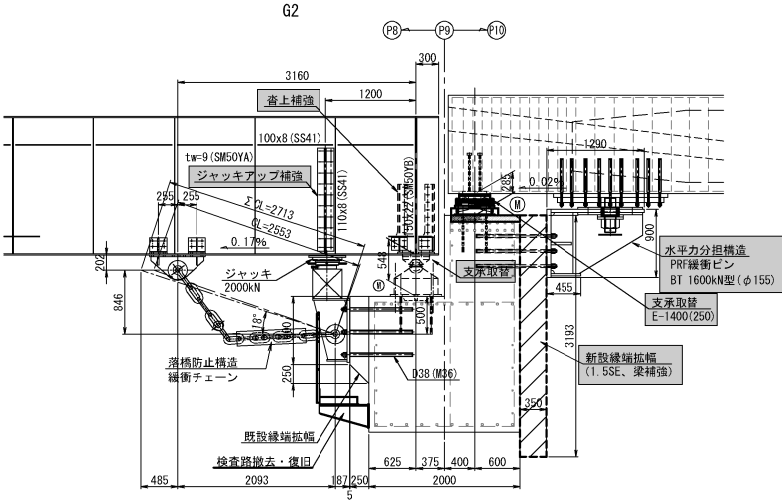 G2
P8
P9
P10
300
3160
1200
沓上補強
100x8(SS41)
tw=9(SM50YA)
ジャッキアップ補強
110x8(SS41)
150x22(SM50YB)
1290
285
0.02%
M
255
255
ΣCL=2713
CL=2553
0.17%
202
846
548
900
水平力分担構造
PRF緩衝ピン
BT 1600kN型(φ155)
ジャッキ
2000kN
支承取替
M
455
支承取替
E-1400(250)
18°
500
3193
落橋防止構造
緩衝チェーン
250
D38(M36)
新設縁端拡幅
(1.5SE、梁補強)
350
既設縁端拡幅
検査路撤去・復旧
625
375
400
600
485
2093
187
250
2000
5